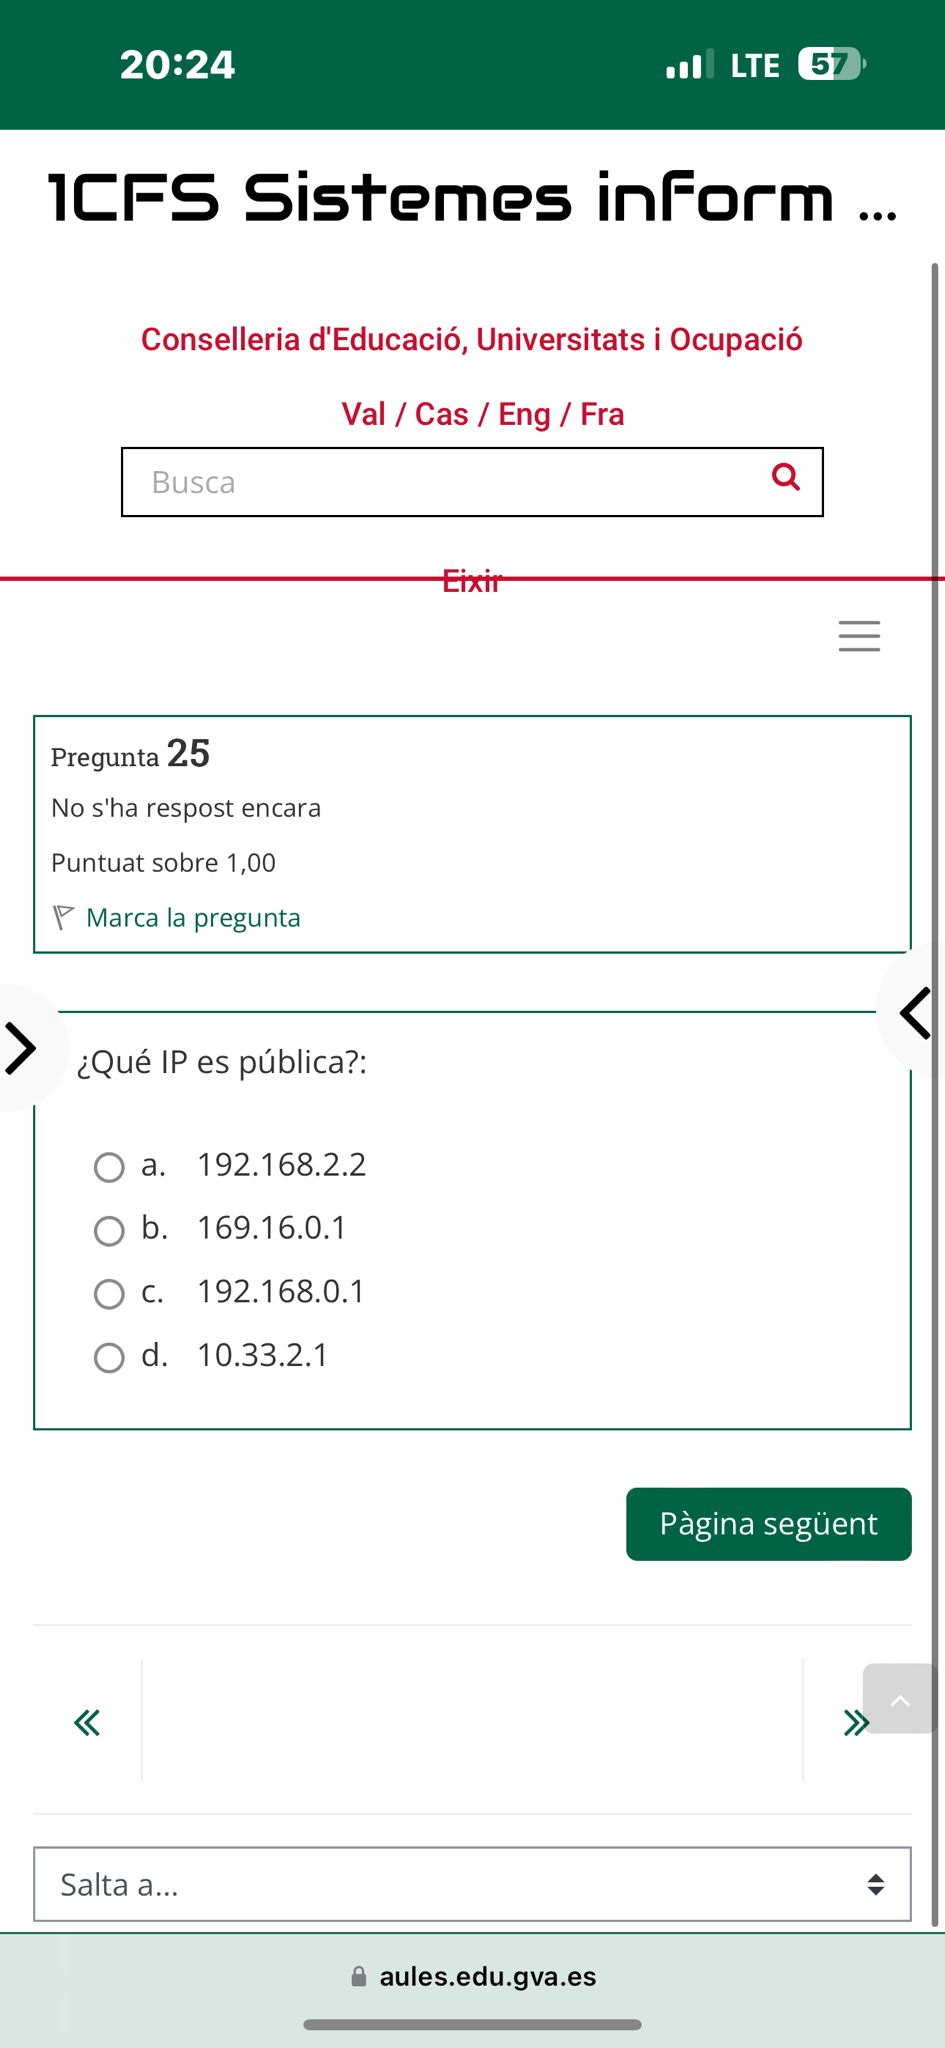 20:24
LTE
57
1CFS Sistemes inform ...
Conselleria d'Educació, Universitats i Ocupació
Val / Cas / Eng / Fra
Busca
Eixir
Pregunta 25
No s'ha respost encara
Puntuat sobre 1,00
Marca la pregunta
¿Qué IP es pública?:
a. 192.168.2.2
b. 169.16.0.1
c. 192.168.0.1
d. 10.33.2.1
Pàgina següent
Salta a...
aules.edu.gva.es